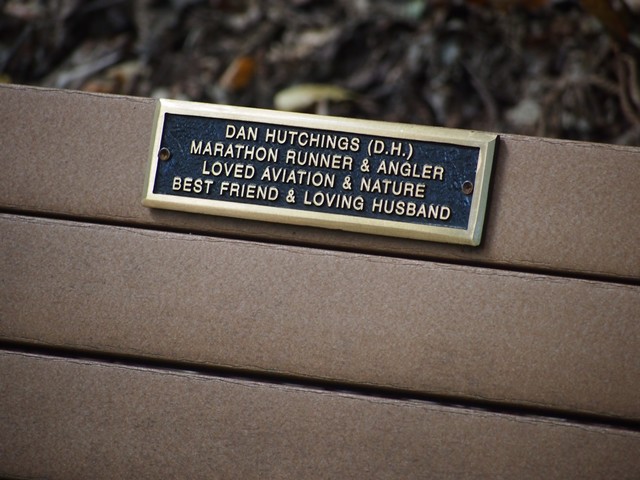 DAN HUTCHINGS (D.H.)
MARATHON RUNNER & ANGLER
LOVED AVIATION & NATURE
BEST FRIEND & LOVING HUSBAND